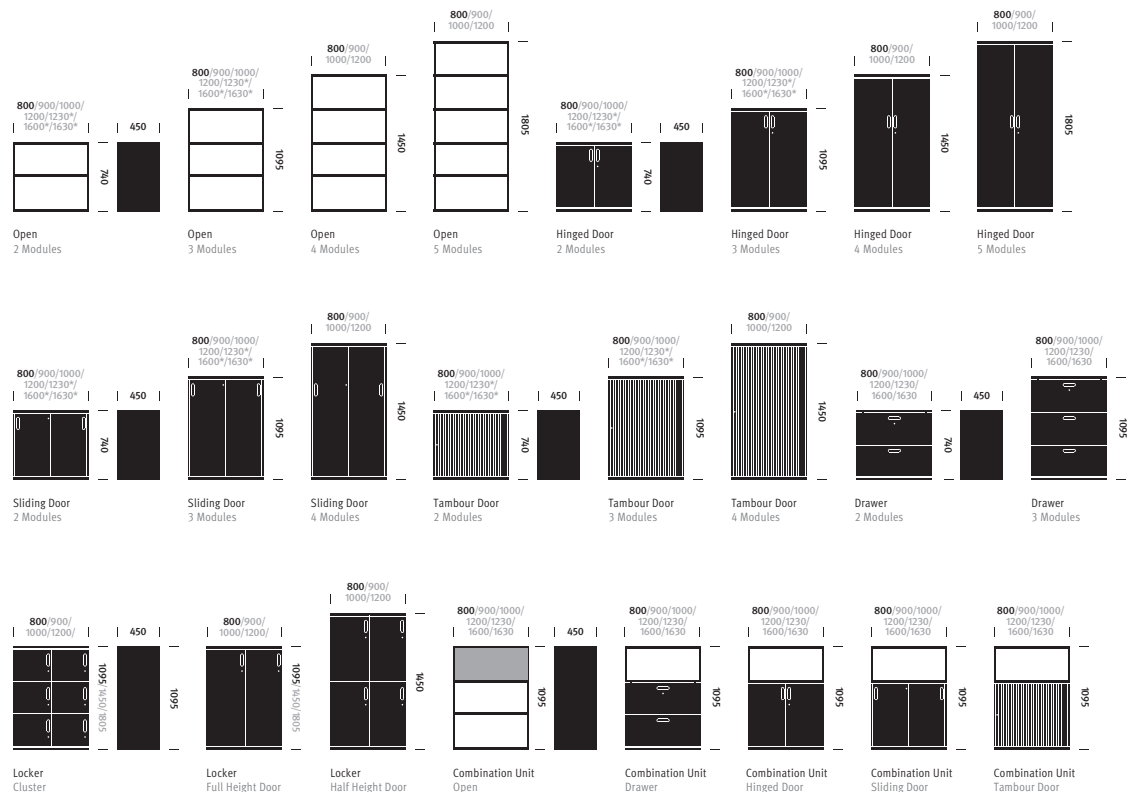 800/900/1000/
1200/1230*/
1600*/1630*
450
740
Open
2 Modules
800/900/1000/
1200/1230*/
1600*/1630*
1095
Open
3 Modules
800/900/
1000/1200
1450
Open
4 Modules
800/900/
1000/1200
1805
Open
5 Modules
800/900/1000/
1200/1230*/
1600*/1630*
450
740
Hinged Door
2 Modules
800/900/1000/
1200/1230*/
1600*/1630*
1095
Hinged Door
3 Modules
800/900/
1000/1200
1450
Hinged Door
4 Modules
800/900/
1000/1200
1805
Hinged Door
5 Modules
800/900/1000/
1200/1230*/
1600*/1630*
450
740
Sliding Door
2 Modules
800/900/1000/
1200/1230*/
1600*/1630*
1095
Sliding Door
3 Modules
800/900/
1000/1200
1450
Sliding Door
4 Modules
800/900/1000/
1200/1230*/
1600*/1630*
450
740
Tambour Door
2 Modules
800/900/1000/
1200/1230*/
1600*/1630*
1095
Tambour Door
3 Modules
800/900/
1000/1200
1450
Tambour Door
4 Modules
800/900/1000/
1200/1230/
1600/1630
450
740
Drawer
2 Modules
800/900/1000/
1200/1230/
1600/1630
1095
Drawer
3 Modules
800/900/
1000/1200/
450
1095/1450/1805
1095
Locker
Cluster
800/900/
1000/1200/
1095/1450/1805
Locker
Full Height Door
800/900/
1000/1200
1450
Locker
Half Height Door
800/900/1000/
1200/1230/
1600/1630
450
1095
Combination Unit
Open
800/900/1000/
1200/1230/
1600/1630
1095
Combination Unit
Drawer
800/900/1000/
1200/1230/
1600/1630
1095
Combination Unit
Hinged Door
800/900/1000/
1200/1230/
1600/1630
1095
Combination Unit
Sliding Door
800/900/1000/
1200/1230/
1600/1630
1095
Combination Unit
Tambour Door